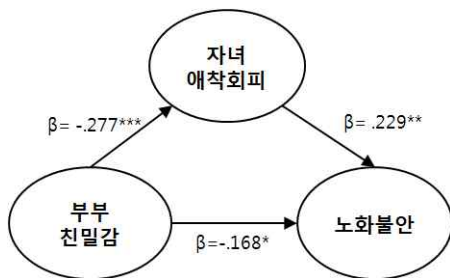 자녀
애착회피
β= -.277***
β= .229**
부부
친밀감
노화불안
β=-.168*